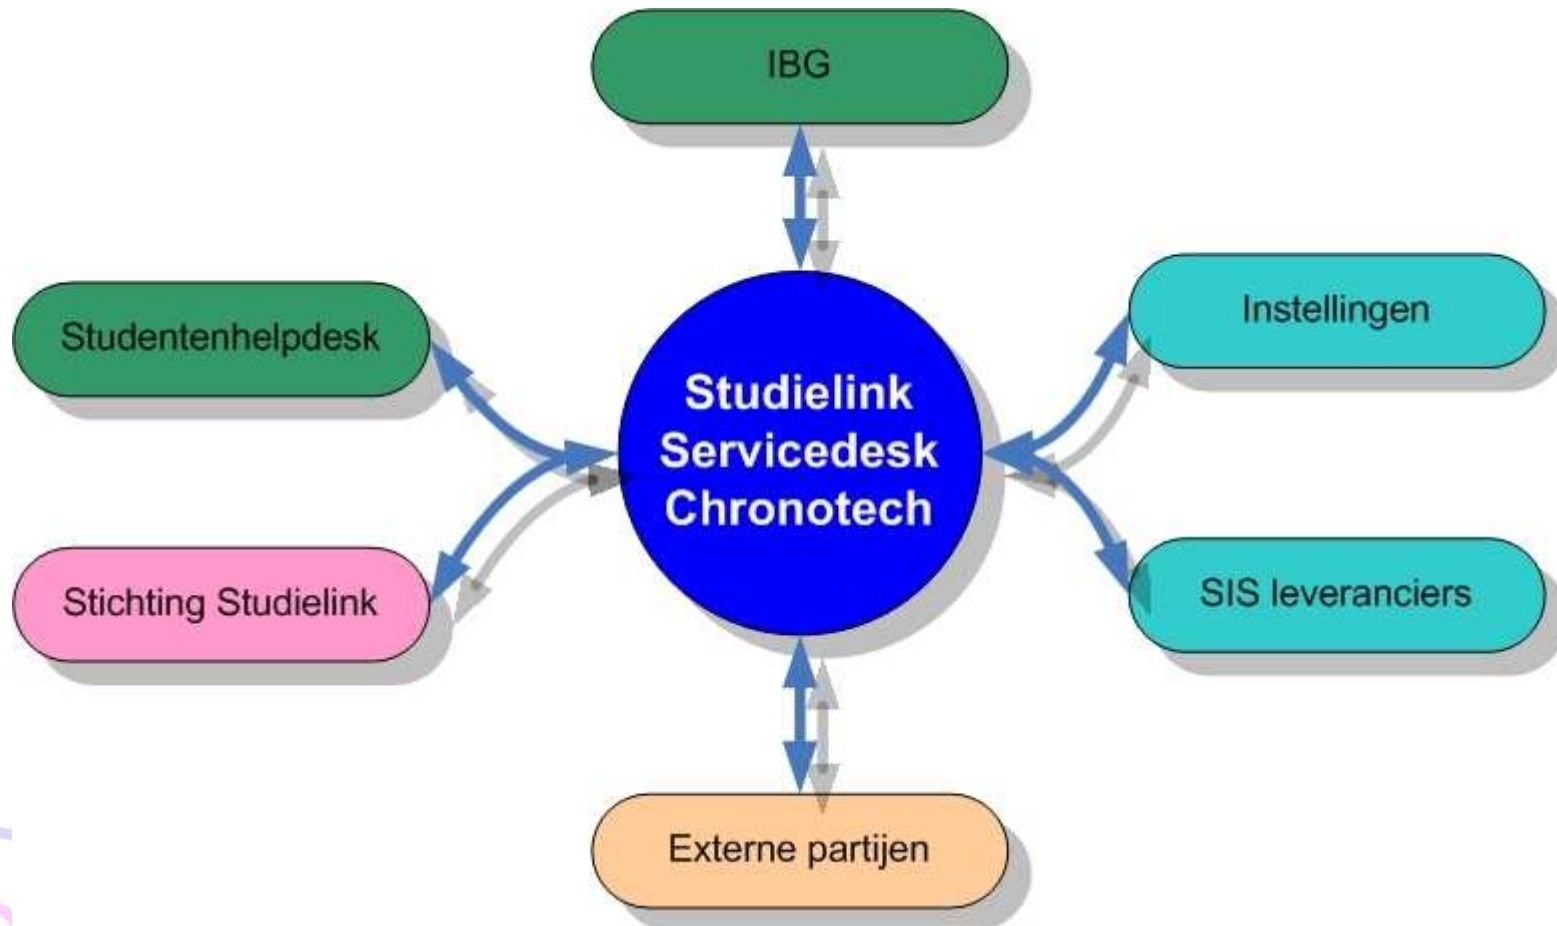 IBG
Studentenhelpdesk
Instellingen
Studielink
Servicedesk
Chronotech
Stichting Studielink
SIS leveranciers
Externe partijen